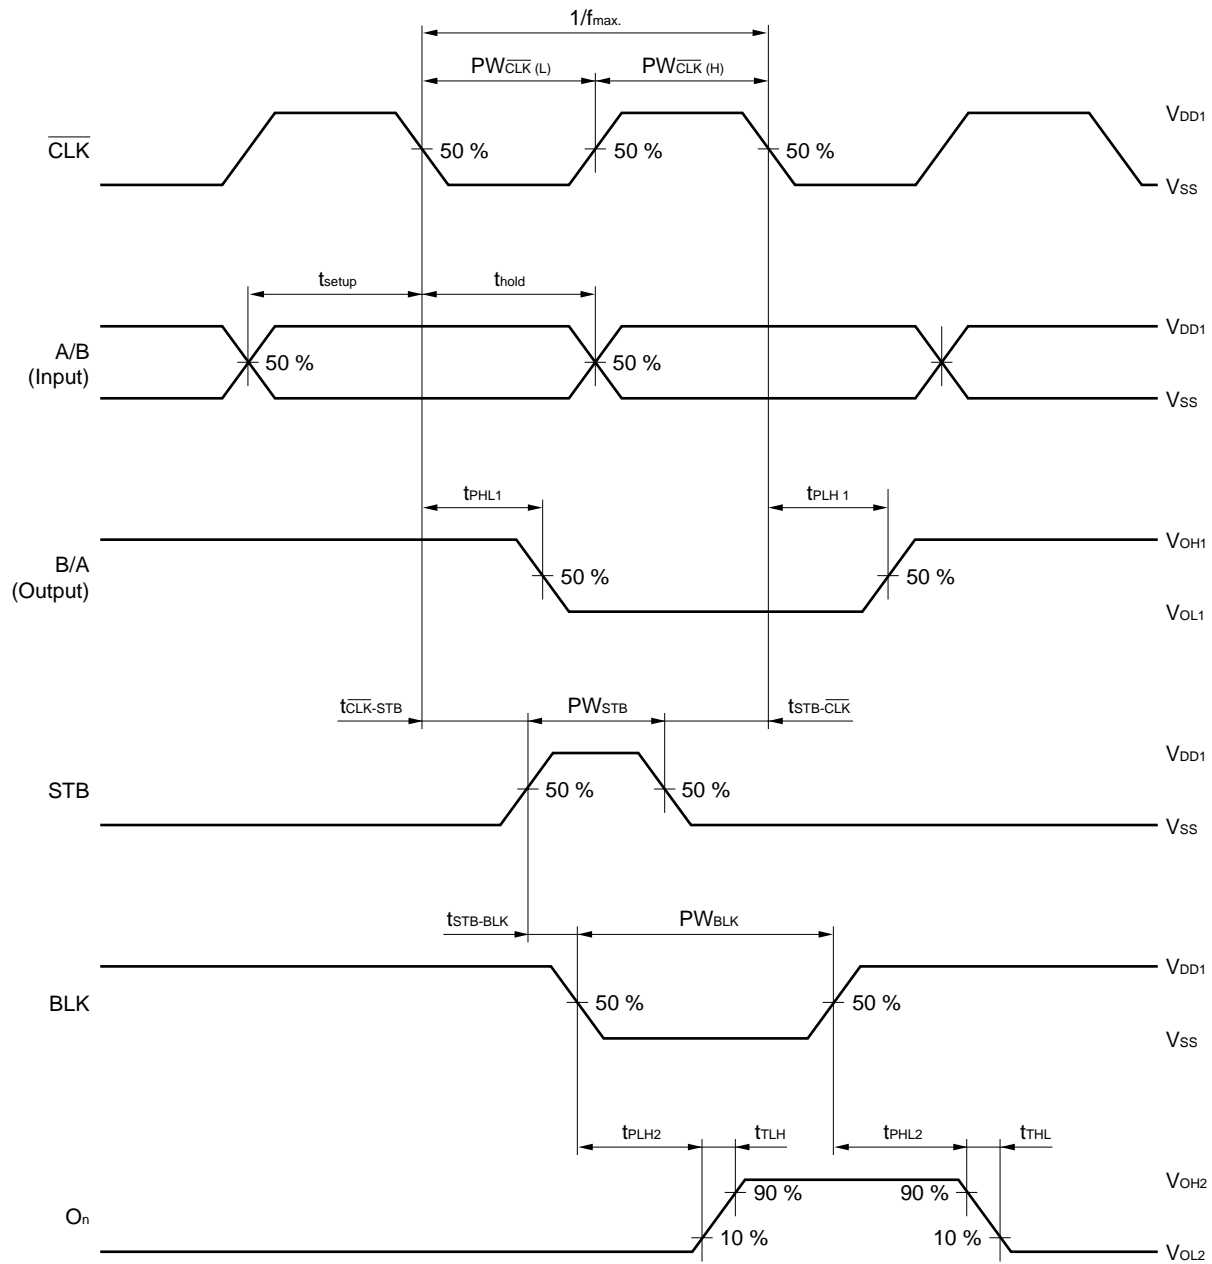 1/fmax.
PWCLK (L) PWCLK (H)
CLK 50 % 50 % 50 % VDD1
VSS
tsetup thold
A/B
(Input) 50 % 50 % VDD1
VSS
tPHL1 tPLH 1
B/A
(Output) 50 % 50 % VOH1
VOL1
tCLK-STB PWSTB tSTB-CLK
STB 50 % 50 % VDD1
VSS
tSTB-BLK PWBLK
BLK 50 % 50 % VDD1
VSS
tPLH2 tTLH tPHL2 tTHL
90 % 90 % VOH2
On
10 % 10 % VOL2